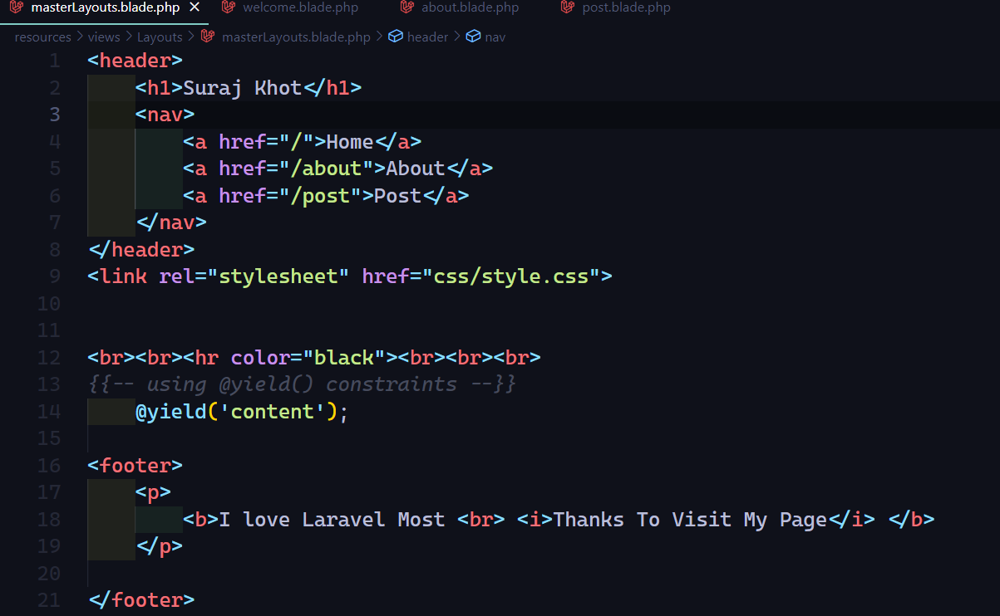 masterLayouts.blade.php × welcome.blade.php about.blade.php post.blade.php
resources > views > Layouts > masterLayouts.blade.php > header > nav
1 <header>
2     <h1>Suraj Khot</h1>
3     <nav>
4         <a href="/">Home</a>
5         <a href="/about">About</a>
6         <a href="/post">Post</a>
7     </nav>
8 </header>
9 <link rel="stylesheet" href="css/style.css">
10
11
12 <br><br><hr color="black"><br><br><br>
13 {{-- using @yield() constraints --}}
14     @yield('content');
15
16 <footer>
17     <p>
18         <b>I love Laravel Most <br> <i>Thanks To Visit My Page</i> </b>
19     </p>
20
21 </footer>